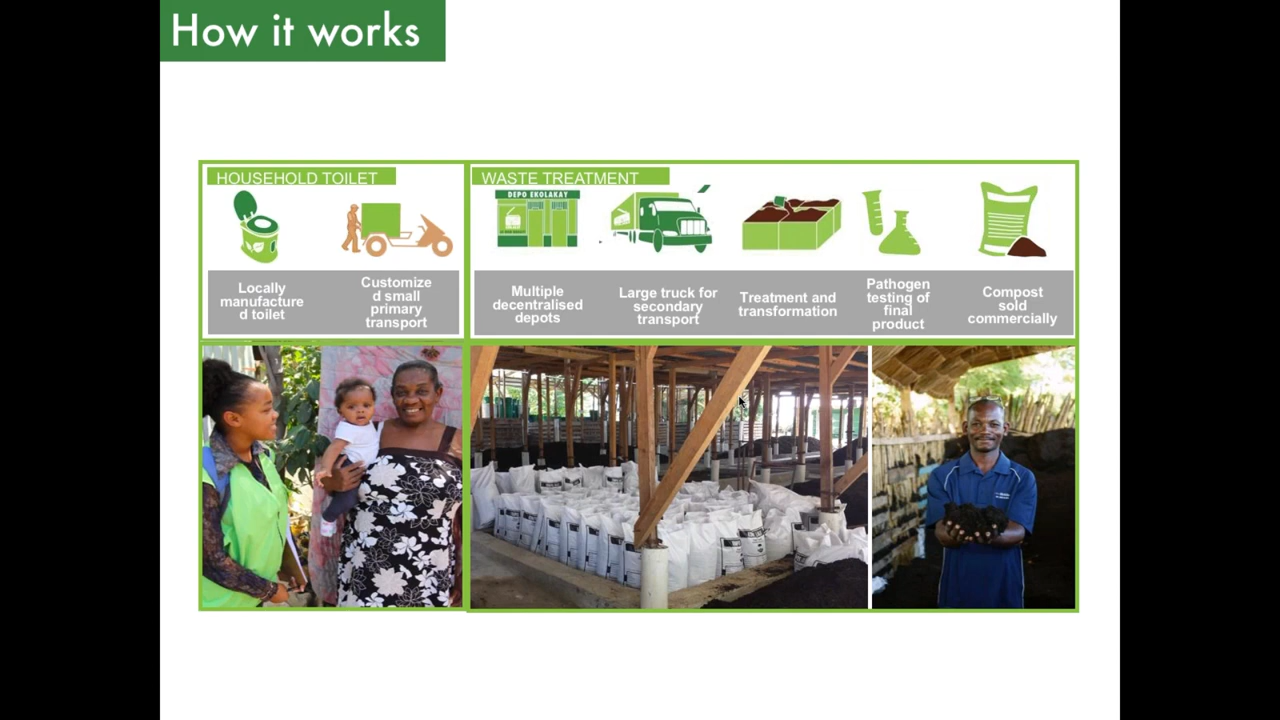 How it works
HOUSEHOLD TOILET
WASTE TREATMENT
DEPO EKOLAKAY
Locally
manufacture
d toilet
Customize
d small
primary
transport
Multiple
decentralised
depots
Large truck for
secondary
transport
Treatment and
transformation
Pathogen
testing of
final
product
Compost
sold
commercially